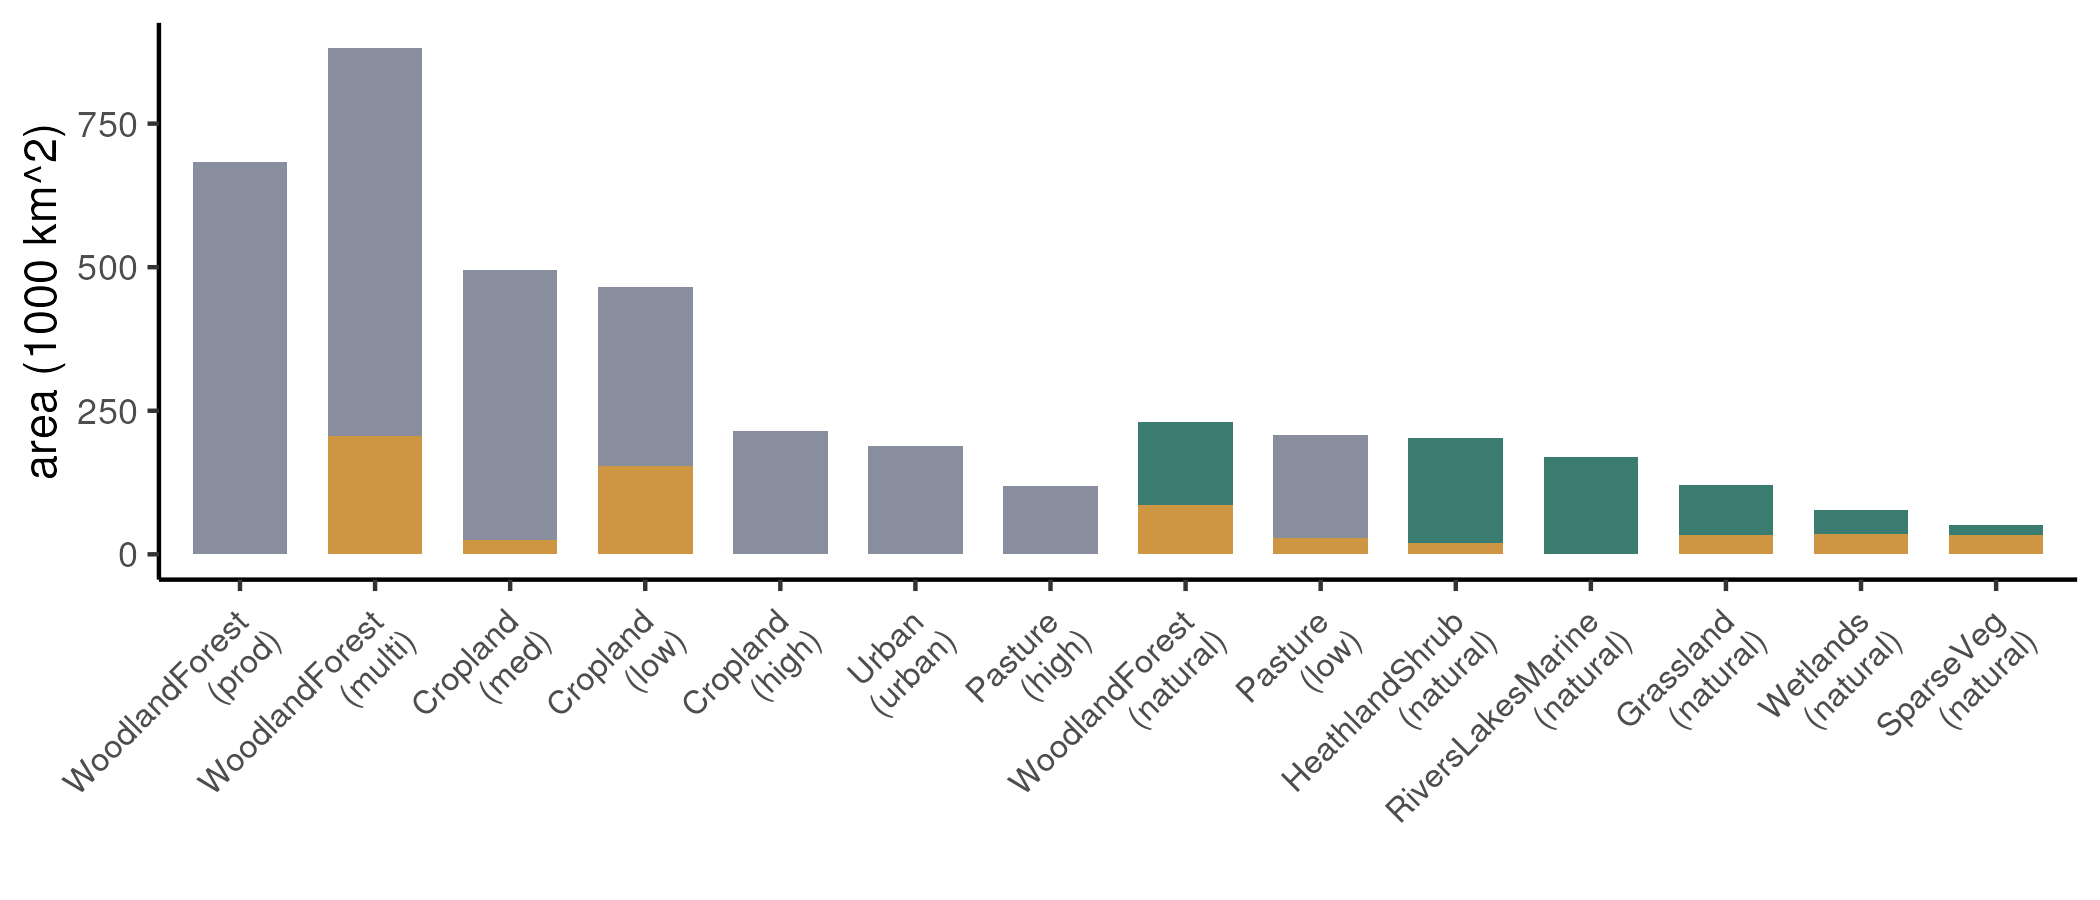 area (1000 km^2)
750
500
250
0
WoodlandForest
(prod)
WoodlandForest
(multi)
Cropland
(med)
Cropland
(low)
Cropland
(high)
Urban
(urban)
Pasture
(high)
WoodlandForest
(natural)
Pasture
(low)
HeathlandShrub
(natural)
RiversLakesMarine
(natural)
Grassland
(natural)
Wetlands
(natural)
SparseVeg
(natural)